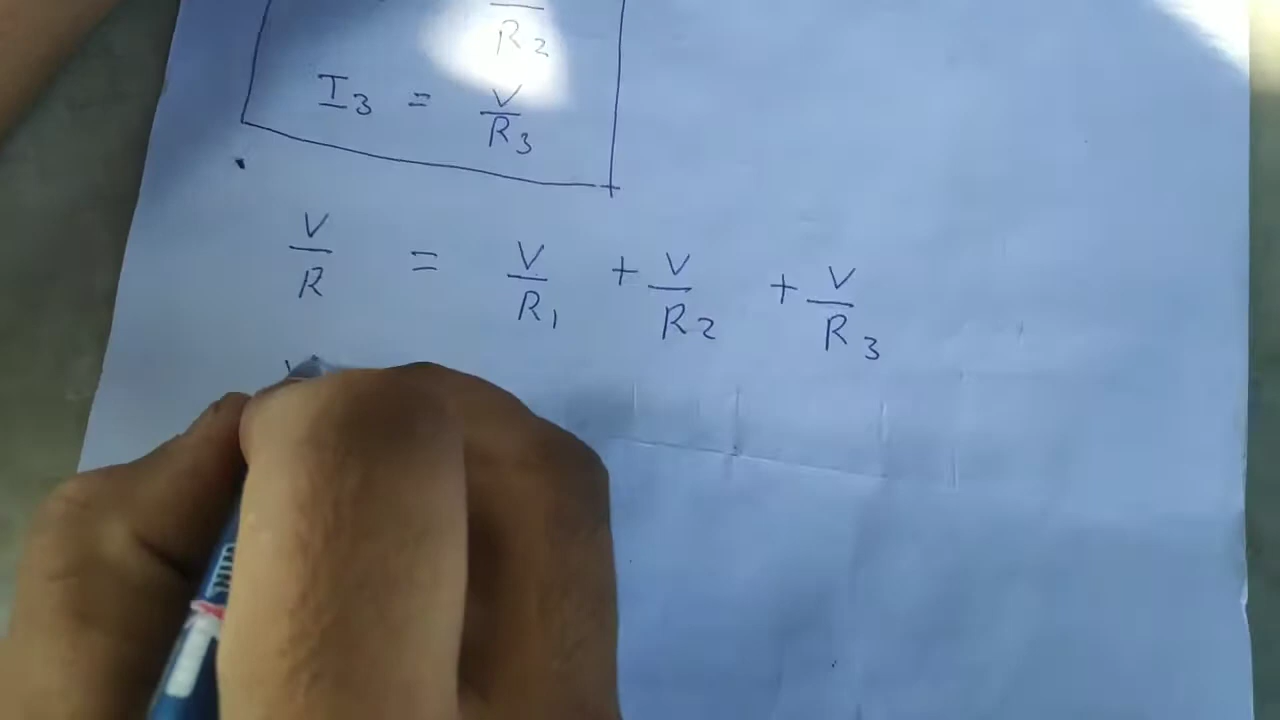 R2
I3 = V/R3
V/R = V/R1 + V/R2 + V/R3
V